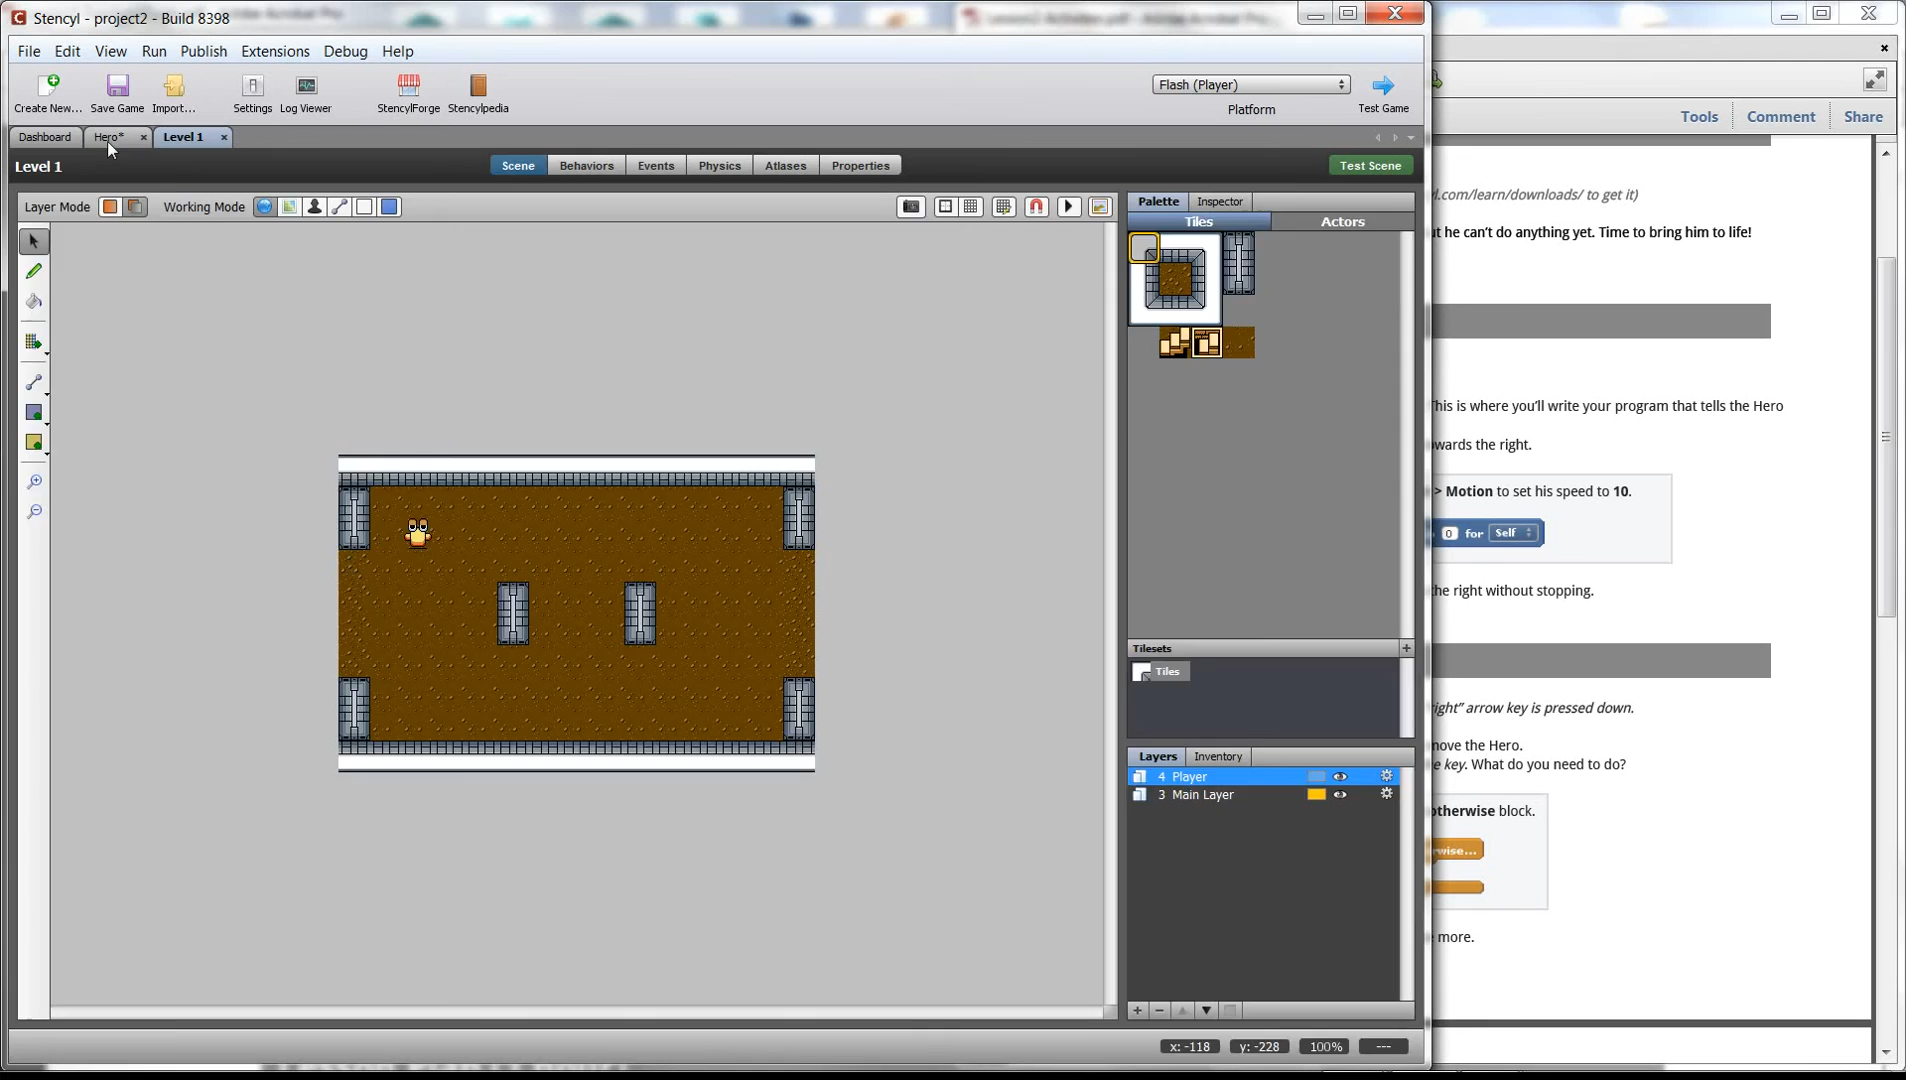 Stencyl - project2 - Build 8398
File Edit View Run Publish Extensions Debug Help
Create New... Save Game Import... Settings Log Viewer StencylForge Stencylpedia
Flash (Player)
Platform
Test Game
Dashboard Hero* Level 1
Level 1
Scene Behaviors Events Physics Atlases Properties
Test Scene
Layer Mode Working Mode
Palette Inspector
Tiles Actors
Tilesets
Tiles
Layers Inventory
4 Player
3 Main Layer
x: -118 y: -228 100% ---
Tools Comment Share
yl.com/learn/downloads/ to get it)
ut he can't do anything yet. Time to bring him to life!
This is where you'll write your program that tells the Hero
wards the right.
> Motion to set his speed to 10.
0 for Self
the right without stopping.
ight" arrow key is pressed down.
move the Hero.
e key. What do you need to do?
otherwise block.
rwise...
e more.